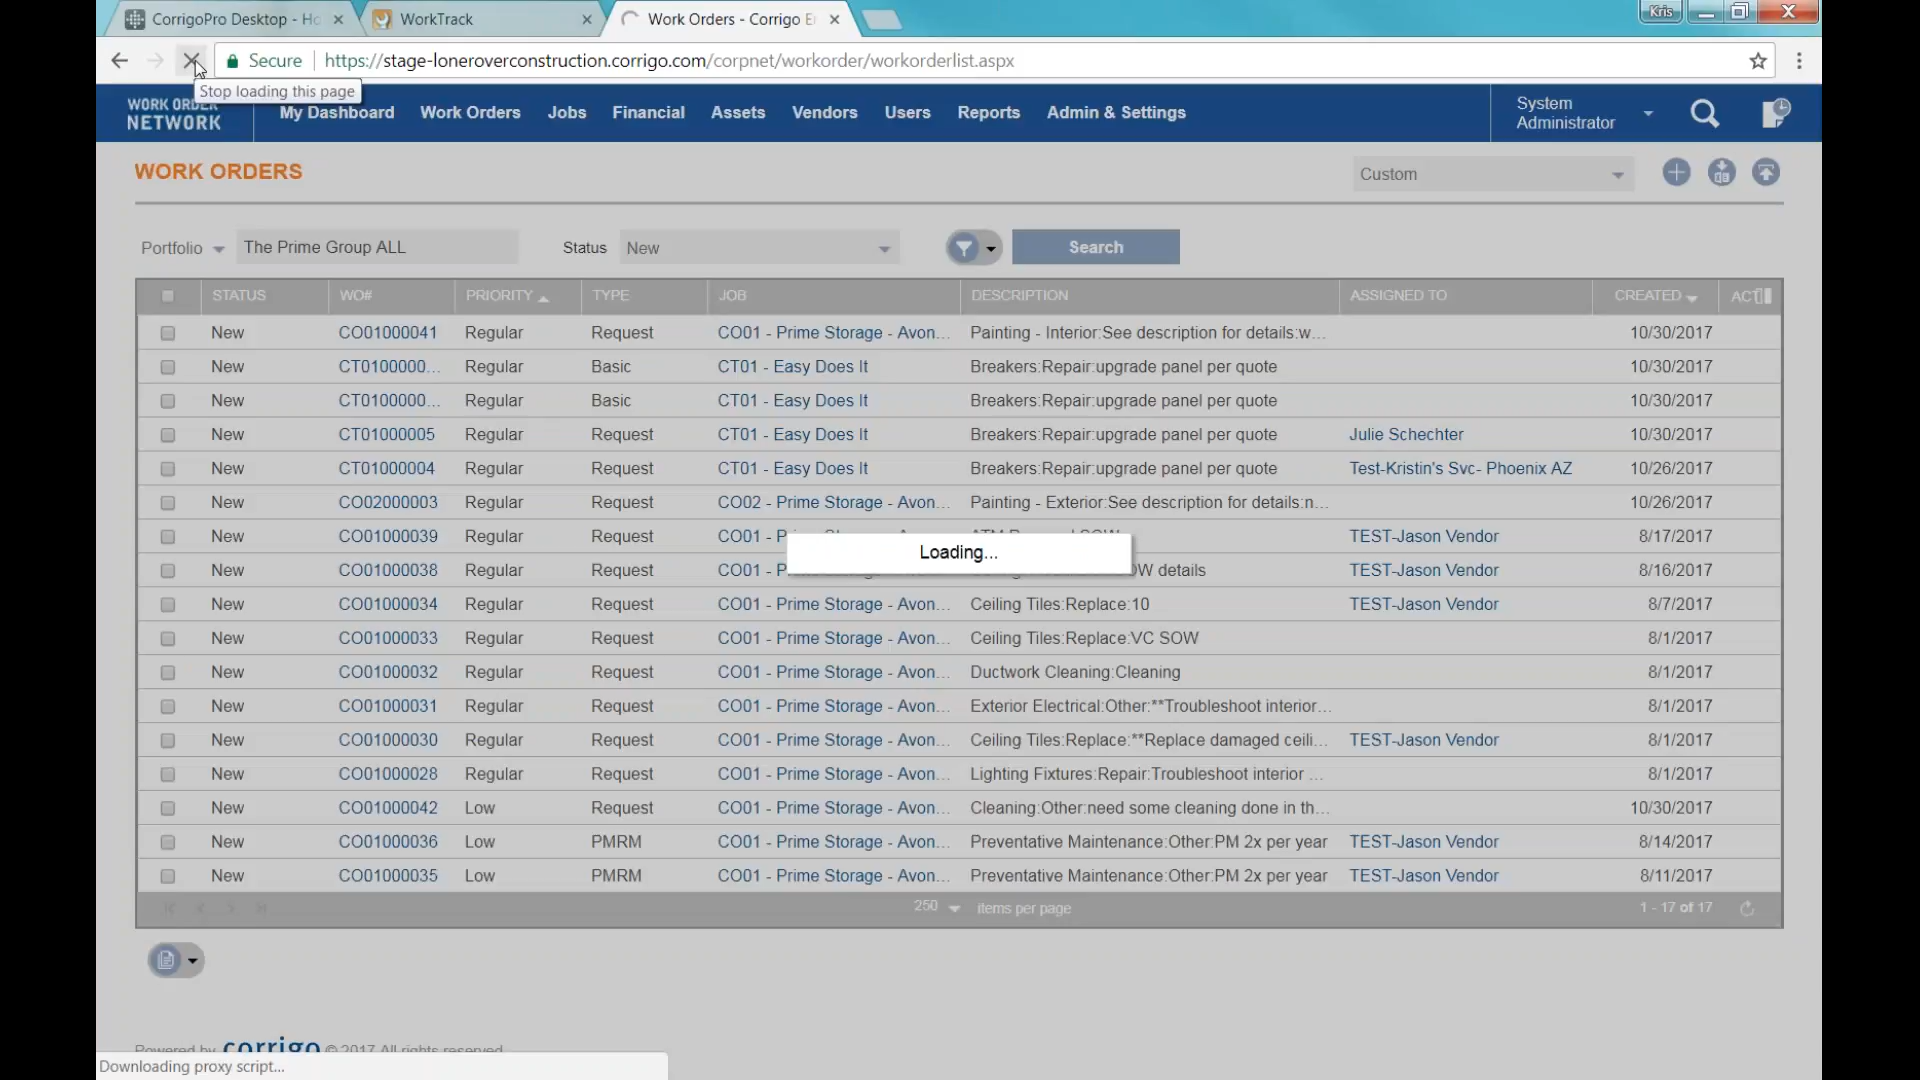 CorrigoPro Desktop - Ho
WorkTrack
Work Orders - Corrigo E
Kris
Secure https://stage-loneroverconstruction.corrigo.com/corpnet/workorder/workorderlist.aspx
Stop loading this page
WORK ORDER NETWORK
My Dashboard Work Orders Jobs Financial Assets Vendors Users Reports Admin & Settings
System Administrator
WORK ORDERS
Custom
Portfolio The Prime Group ALL Status New Search
STATUS WO# PRIORITY TYPE JOB DESCRIPTION ASSIGNED TO CREATED ACT
New CO01000041 Regular Request CO01 - Prime Storage - Avon... Painting - Interior:See description for details:w... 10/30/2017
New CT0100000... Regular Basic CT01 - Easy Does It Breakers:Repair:upgrade panel per quote 10/30/2017
New CT0100000... Regular Basic CT01 - Easy Does It Breakers:Repair:upgrade panel per quote 10/30/2017
New CT01000005 Regular Request CT01 - Easy Does It Breakers:Repair:upgrade panel per quote Julie Schechter 10/30/2017
New CT01000004 Regular Request CT01 - Easy Does It Breakers:Repair:upgrade panel per quote Test-Kristin's Svc- Phoenix AZ 10/26/2017
New CO02000003 Regular Request CO02 - Prime Storage - Avon... Painting - Exterior:See description for details:n... 10/26/2017
New CO01000039 Regular Request CO01 - TEST-Jason Vendor 8/17/2017
Loading...
New CO01000038 Regular Request CO01 - details TEST-Jason Vendor 8/16/2017
New CO01000034 Regular Request CO01 - Prime Storage - Avon... Ceiling Tiles:Replace:10 TEST-Jason Vendor 8/7/2017
New CO01000033 Regular Request CO01 - Prime Storage - Avon... Ceiling Tiles:Replace:VC SOW 8/1/2017
New CO01000032 Regular Request CO01 - Prime Storage - Avon... Ductwork Cleaning:Cleaning 8/1/2017
New CO01000031 Regular Request CO01 - Prime Storage - Avon... Exterior Electrical:Other:**Troubleshoot interior... 8/1/2017
New CO01000030 Regular Request CO01 - Prime Storage - Avon... Ceiling Tiles:Replace:**Replace damaged ceili... TEST-Jason Vendor 8/1/2017
New CO01000028 Regular Request CO01 - Prime Storage - Avon... Lighting Fixtures:Repair:Troubleshoot interior ... 8/1/2017
New CO01000042 Low Request CO01 - Prime Storage - Avon... Cleaning:Other:need some cleaning done in th... 10/30/2017
New CO01000036 Low PMRM CO01 - Prime Storage - Avon... Preventative Maintenance:Other:PM 2x per year TEST-Jason Vendor 8/14/2017
New CO01000035 Low PMRM CO01 - Prime Storage - Avon... Preventative Maintenance:Other:PM 2x per year TEST-Jason Vendor 8/11/2017
250 items per page 1 - 17 of 17
Powered by corrigo © 2017 All rights reserved
Downloading proxy script...